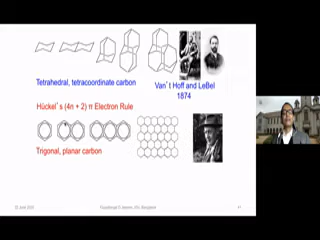 Tetrahedral, tetracoordinate carbon
Van't Hoff and LeBel
1874
Hückel's (4n + 2) π Electron Rule
Trigonal, planar carbon